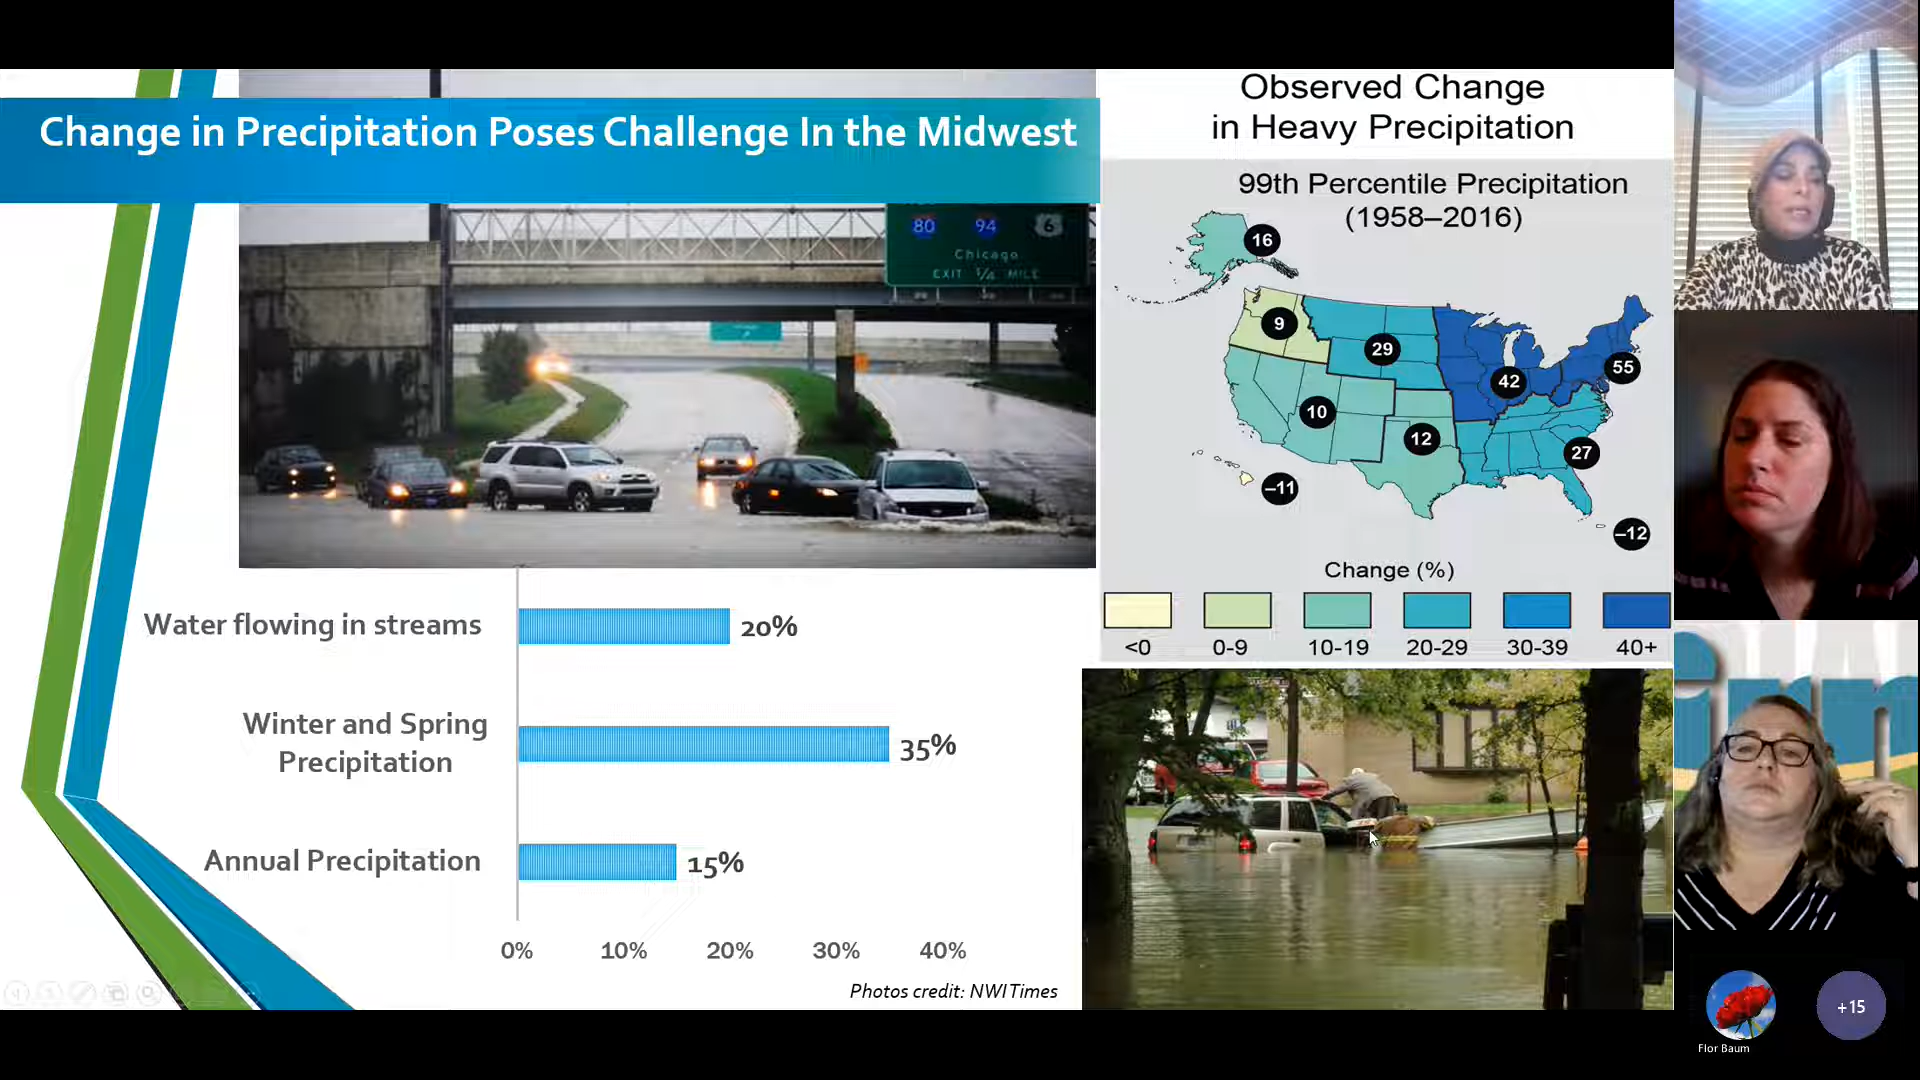 Change in Precipitation Poses Challenge In the Midwest
80 94 6
Chicago
EXIT 1/4 MILE
Observed Change
in Heavy Precipitation
99th Percentile Precipitation
(1958–2016)
16
9
29
42
55
10
12
27
–11
–12
Change (%)
<0 0-9 10-19 20-29 30-39 40+
Water flowing in streams 20%
Winter and Spring
Precipitation
35%
Annual Precipitation 15%
0% 10% 20% 30% 40%
Photos credit: NWI Times
Flor Baum
+15